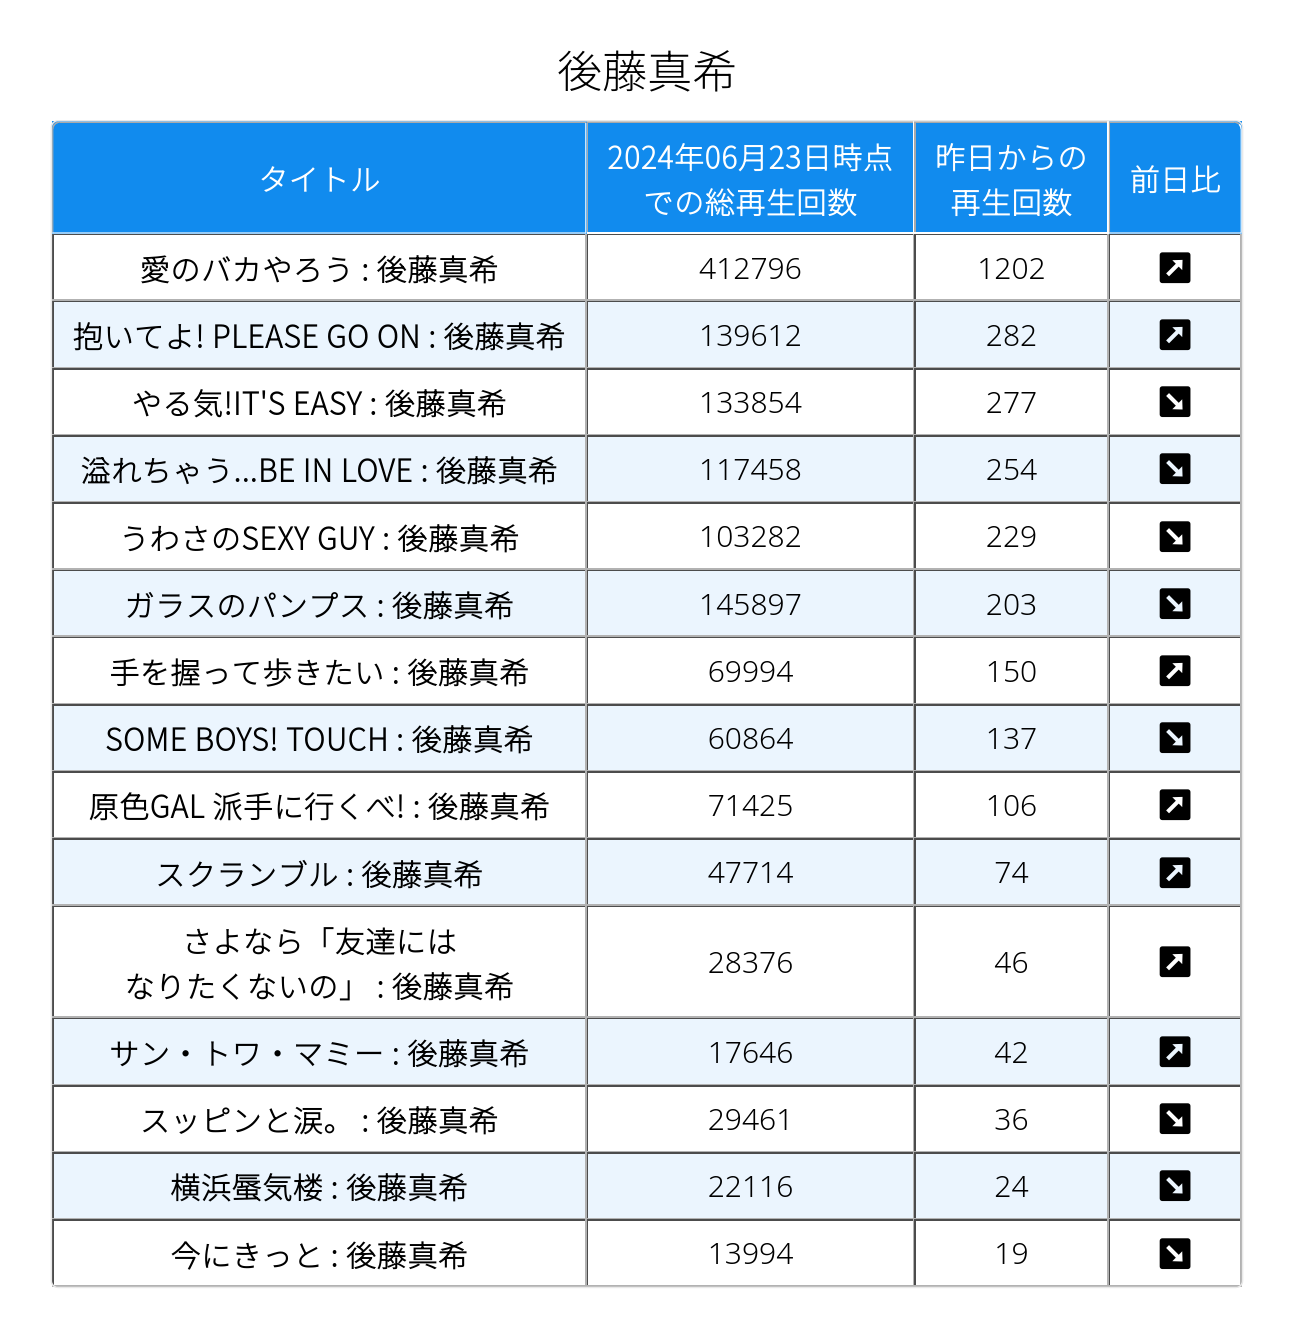 後藤真希
タイトル
2024年06月23日時点
での総再生回数
昨日からの
再生回数
前日比
愛のバカやろう : 後藤真希 412796 1202
抱いてよ! PLEASE GO ON : 後藤真希 139612 282
やる気!IT'S EASY : 後藤真希 133854 277
溢れちゃう...BE IN LOVE : 後藤真希 117458 254
うわさのSEXY GUY : 後藤真希 103282 229
ガラスのパンプス : 後藤真希 145897 203
手を握って歩きたい : 後藤真希 69994 150
SOME BOYS! TOUCH : 後藤真希 60864 137
原色GAL 派手に行くべ! : 後藤真希 71425 106
スクランブル : 後藤真希 47714 74
さよなら「友達には
なりたくないの」 : 後藤真希 28376 46
サン・トワ・マミー : 後藤真希 17646 42
スッピンと涙。 : 後藤真希 29461 36
横浜蜃気楼 : 後藤真希 22116 24
今にきっと : 後藤真希 13994 19